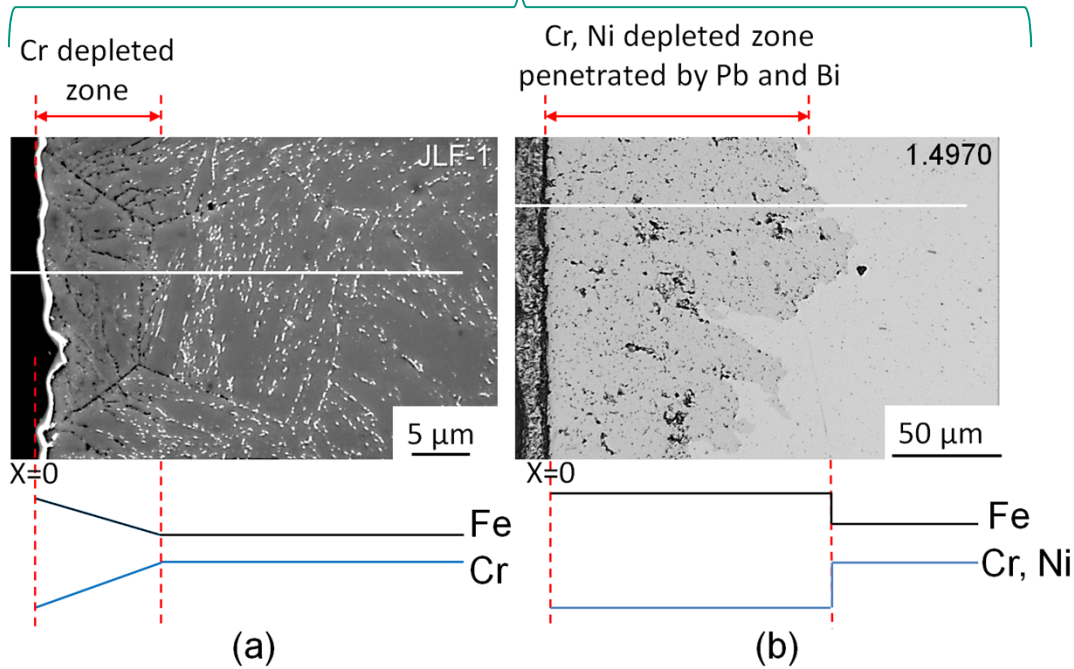 Cr depleted
zone
Cr, Ni depleted zone
penetrated by Pb and Bi
JLF-1
1.4970
5 µm
50 µm
X=0
X=0
Fe
Cr
Fe
Cr, Ni
(a)
(b)